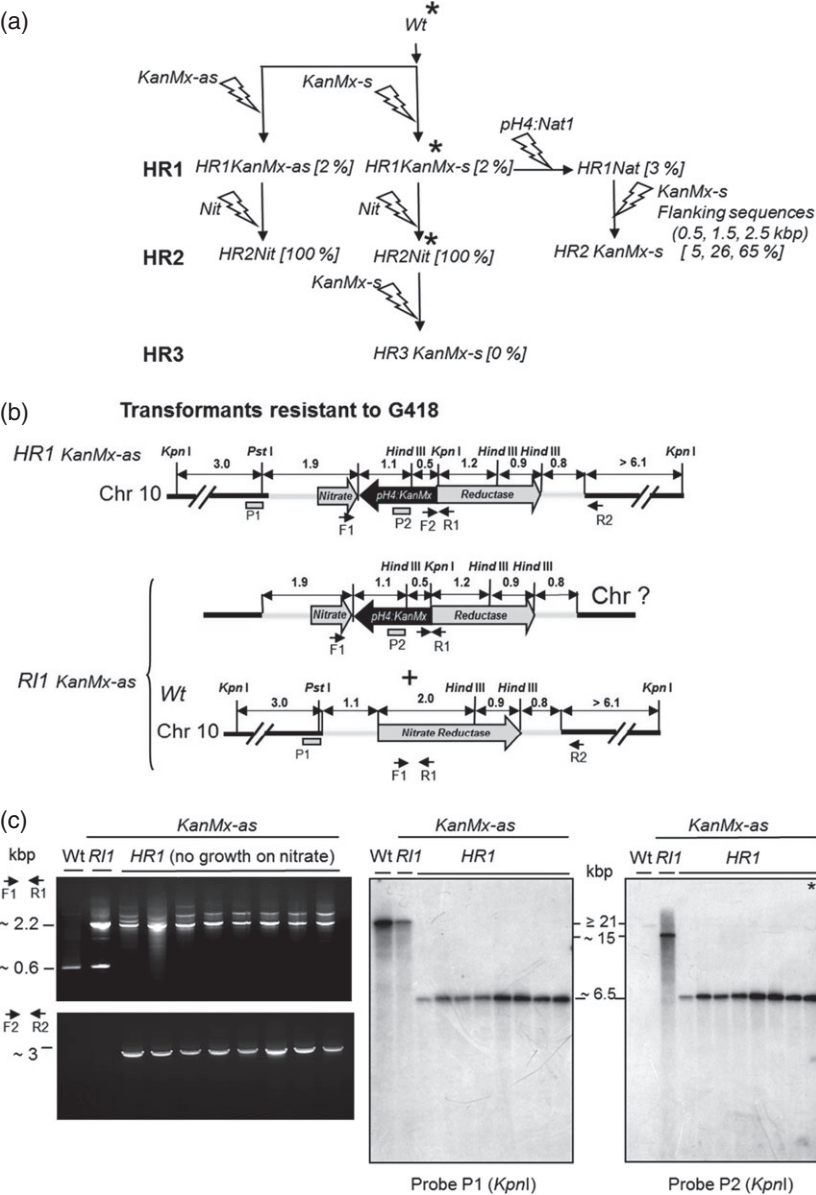 (a)
Wt*
KanMx-as
KanMx-s
pH4:Nat1
*
HR1
HR1KanMx-as [2 %]
HR1KanMx-s [2 %]
HR1Nat [3 %]
Nit
Nit
KanMx-s
Flanking sequences
(0.5, 1.5, 2.5 kbp)
*
HR2
HR2Nit [100 %]
HR2Nit [100 %]
HR2 KanMx-s [ 5, 26, 65 %]
KanMx-s
HR3
HR3 KanMx-s [0 %]
(b)
Transformants resistant to G418
HR1 KanMx-as
Kpn I Pst I Hind III Kpn I Hind III Hind III Kpn I
3.0 1.9 1.1 0.5 1.2 0.9 0.8 > 6.1
Chr 10
Nitrate pH4:KanMx Reductase
P1 F1 P2 F2 R1 R2
Hind III Kpn I Hind III Hind III
1.9 1.1 0.5 1.2 0.9 0.8
Chr ?
Nitrate pH4:KanMx Reductase
F1 P2 R1
RI1 KanMx-as
+
Wt
Kpn I Pst I Hind III Hind III Kpn I
3.0 1.1 2.0 0.9 0.8 > 6.1
Chr 10
Nitrate Reductase
P1 F1 R1 R2
(c)
KanMx-as
kbp Wt RI1 HR1 (no growth on nitrate)
F1 R1
~ 2.2
~ 0.6
F2 R2
~ 3
KanMx-as
Wt RI1 HR1
kbp
≥ 21
~ 15
~ 6.5
Probe P1 (KpnI)
KanMx-as
Wt RI1 HR1
*
Probe P2 (KpnI)